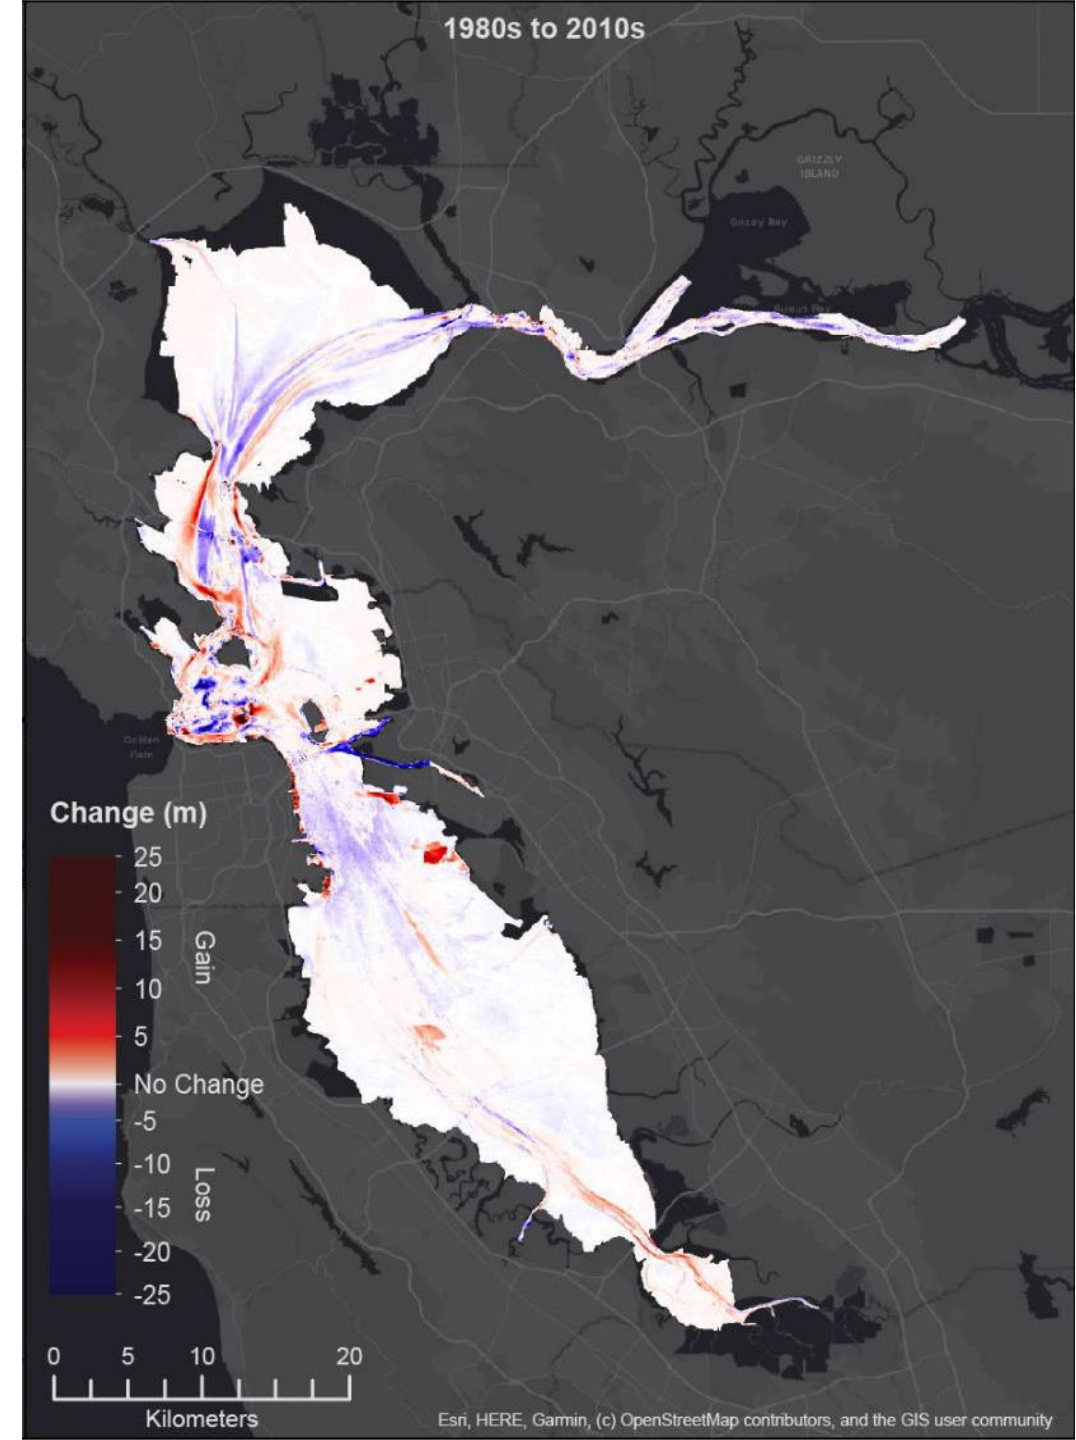 1980s to 2010s
GRIZZLY
ISLAND
Grizzly Bay
Suisun Bay
Golden
Gate
Change (m)
25
20
15
10
5
No Change
-5
-10
-15
-20
-25
Gain
Loss
0 5 10 20
Kilometers
Esri, HERE, Garmin, (c) OpenStreetMap contributors, and the GIS user community